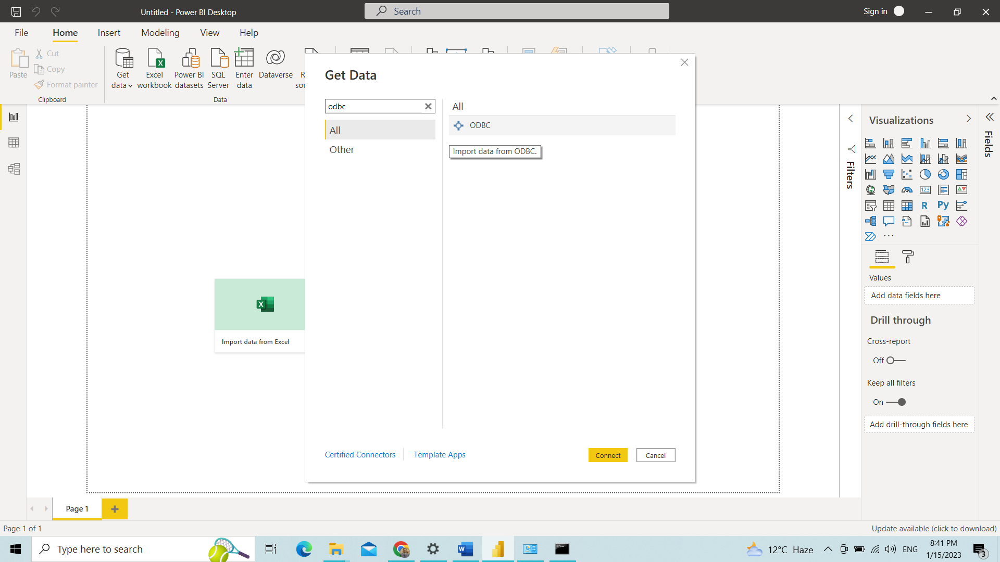 Untitled - Power BI Desktop
Search
Sign in
File
Home
Insert
Modeling
View
Help
Paste
Cut
Copy
Format painter
Clipboard
Get data
Excel workbook
Power BI datasets
SQL Server
Enter data
Dataverse
Data
Get Data
odbc
All
Other
All
ODBC
Import data from ODBC.
Certified Connectors
Template Apps
Connect
Cancel
Import data from Excel
Filters
Visualizations
Fields
123
R
Py
Values
Add data fields here
Drill through
Cross-report
Off
Keep all filters
On
Add drill-through fields here
Page 1
Page 1 of 1
Update available (click to download)
Type here to search
12°C Haze
ENG
8:41 PM
1/15/2023
3